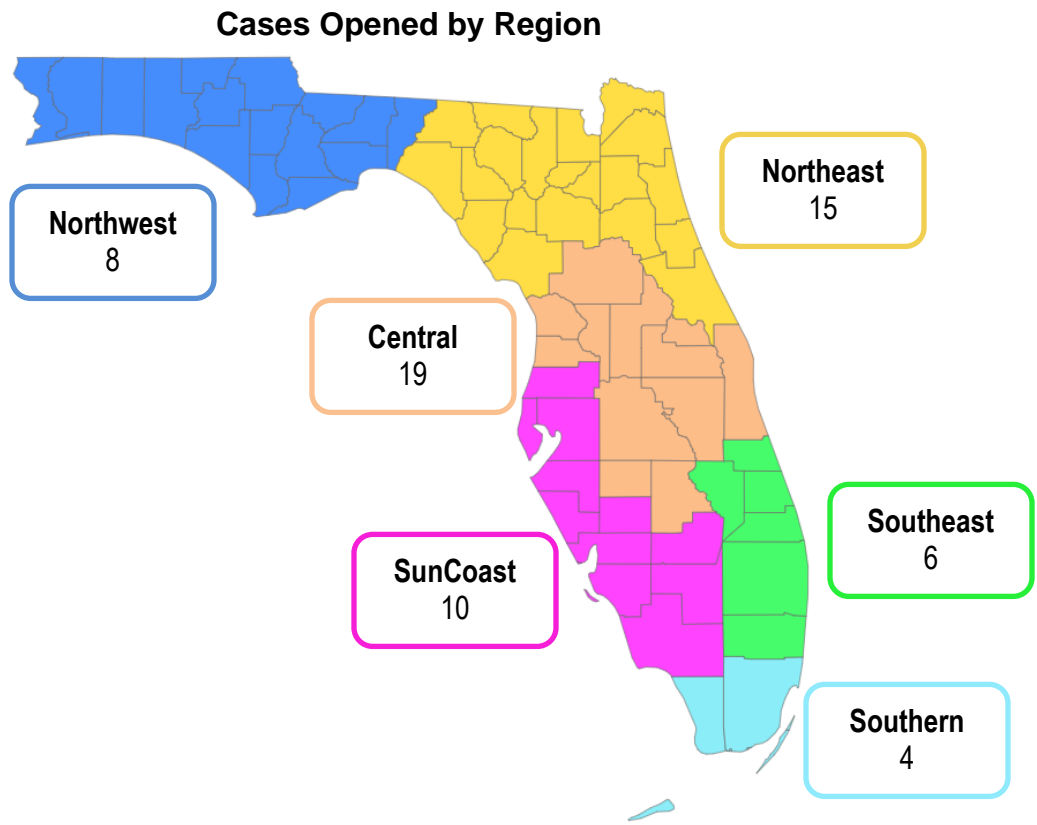 Cases Opened by Region
Northeast
15
Northwest
8
Central
19
Southeast
6
SunCoast
10
Southern
4